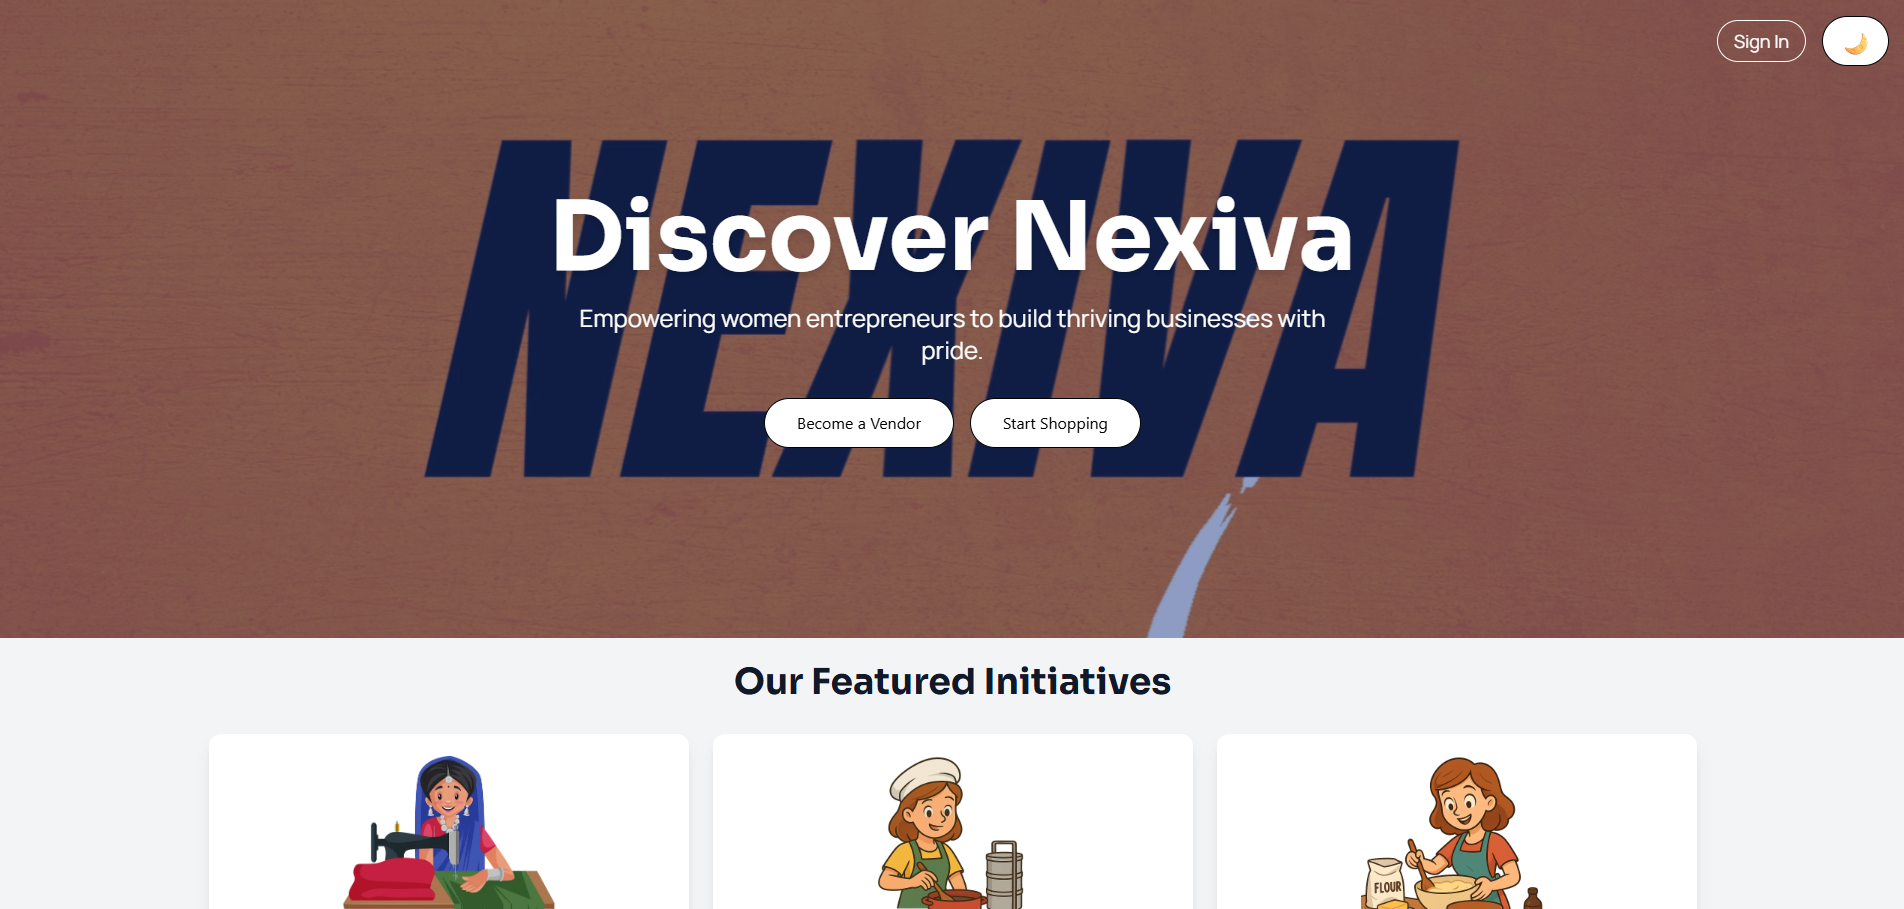 Sign In
NEXIVA
Discover Nexiva
Empowering women entrepreneurs to build thriving businesses with
pride.
Become a Vendor
Start Shopping
Our Featured Initiatives
FLOUR